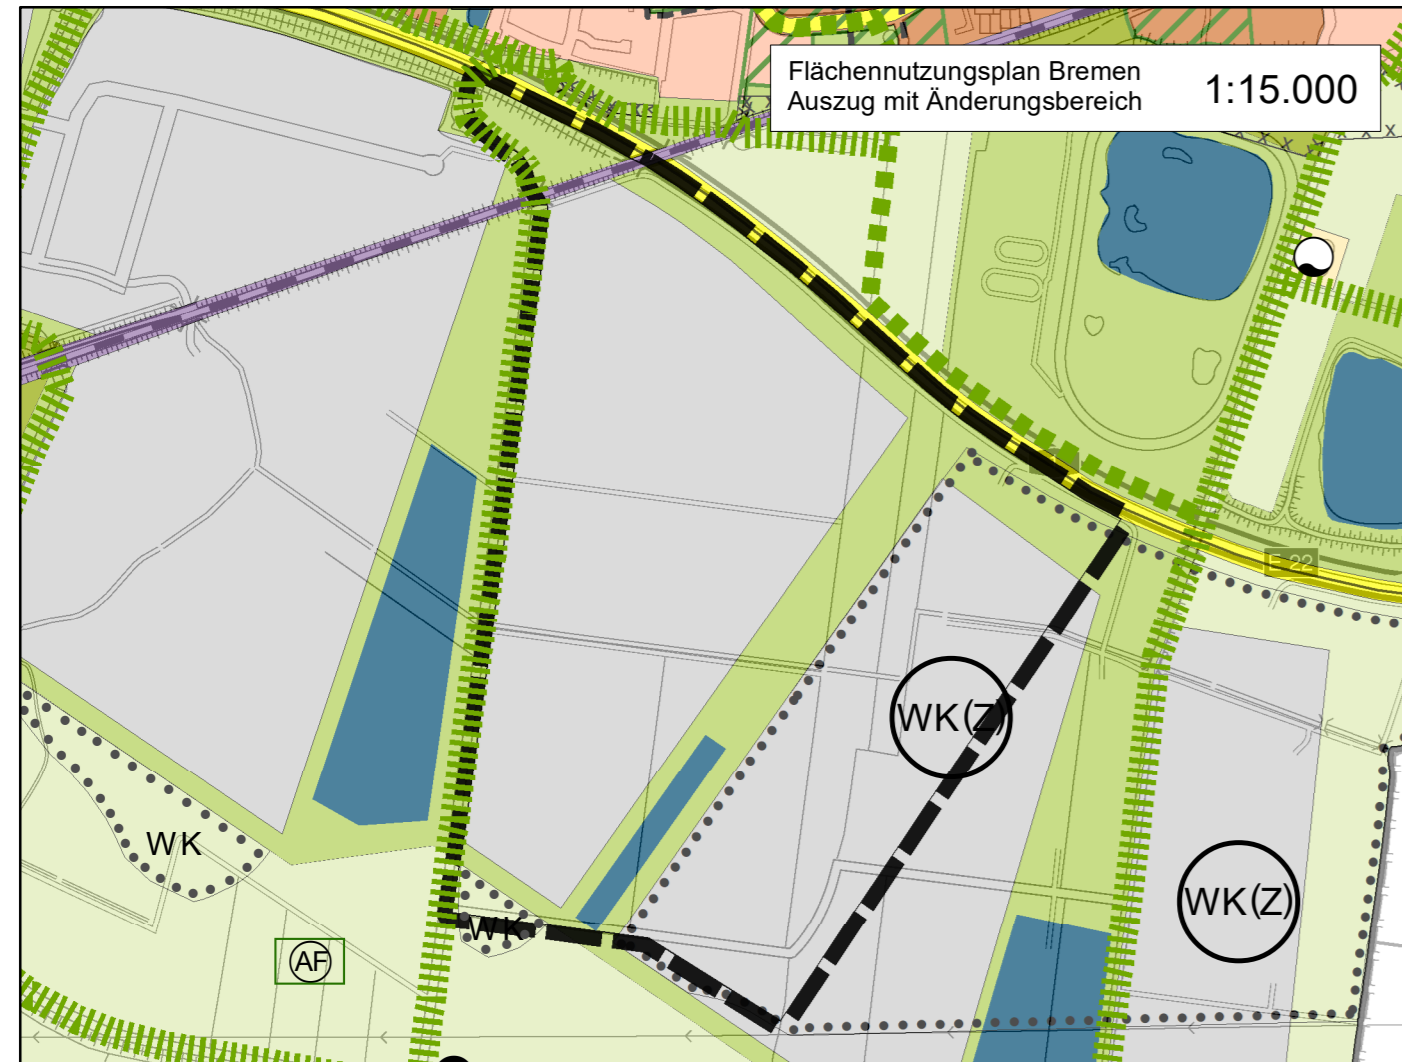 Flächennutzungsplan Bremen
Auszug mit Änderungsbereich
1:15.000
E 22
WK(Z)
WK
WK(Z)
WK
AF